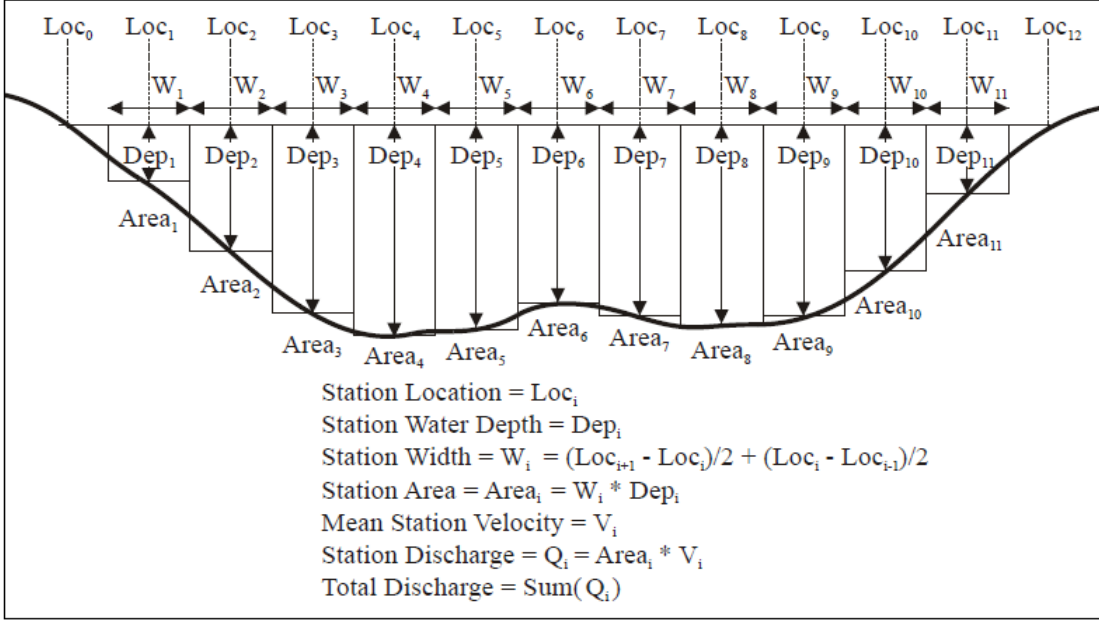 Loc₀ Loc₁ Loc₂ Loc₃ Loc₄ Loc₅ Loc₆ Loc₇ Loc₈ Loc₉ Loc₁₀ Loc₁₁ Loc₁₂
W₁ W₂ W₃ W₄ W₅ W₆ W₇ W₈ W₉ W₁₀ W₁₁
Dep₁ Dep₂ Dep₃ Dep₄ Dep₅ Dep₆ Dep₇ Dep₈ Dep₉ Dep₁₀ Dep₁₁
Area₁ Area₂ Area₃ Area₄ Area₅ Area₆ Area₇ Area₈ Area₉ Area₁₀ Area₁₁
Station Location = Locᵢ
Station Water Depth = Depᵢ
Station Width = Wᵢ = (Locᵢ₊₁ - Locᵢ)/2 + (Locᵢ - Locᵢ₋₁)/2
Station Area = Areaᵢ = Wᵢ * Depᵢ
Mean Station Velocity = Vᵢ
Station Discharge = Qᵢ = Areaᵢ * Vᵢ
Total Discharge = Sum(Qᵢ)